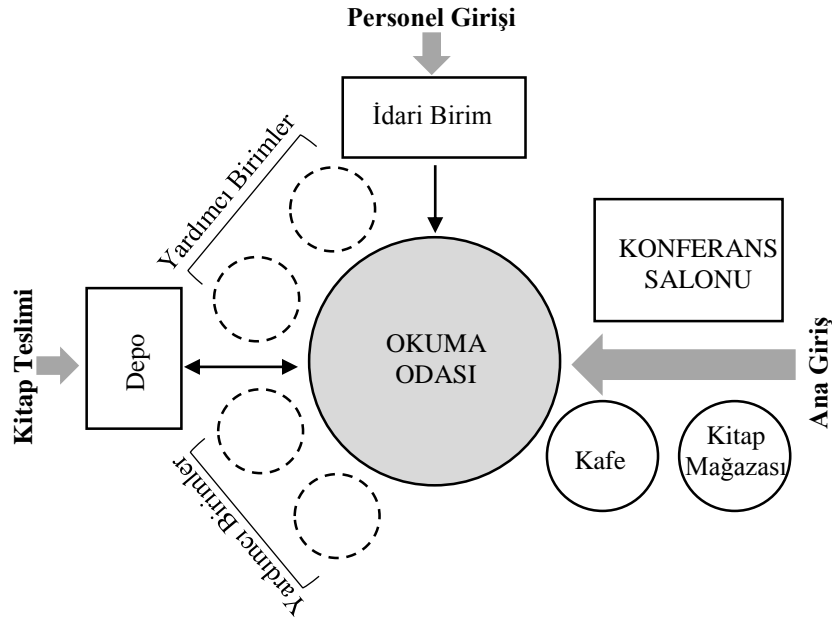 Personel Girişi
İdari Birim
Yardımcı Birimler
KONFERANS
SALONU
Kitap Teslimi
Depo
OKUMA
ODASI
Ana Giriş
Kafe
Kitap
Mağazası
Yardımcı Birimler